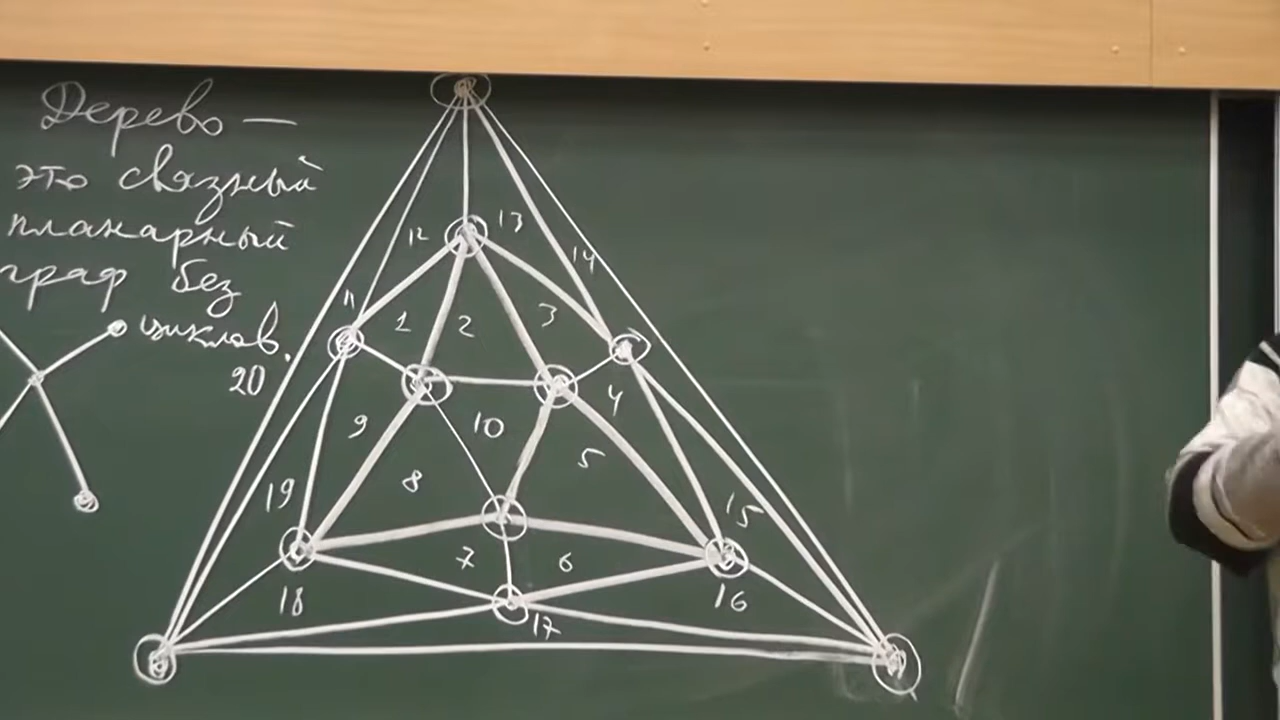 Дерево —
это связный
планарный
граф без
циклов.
12 13
14
11 1 2 3
20 4
9 10
8 5
19 15
7 6
18 16
17